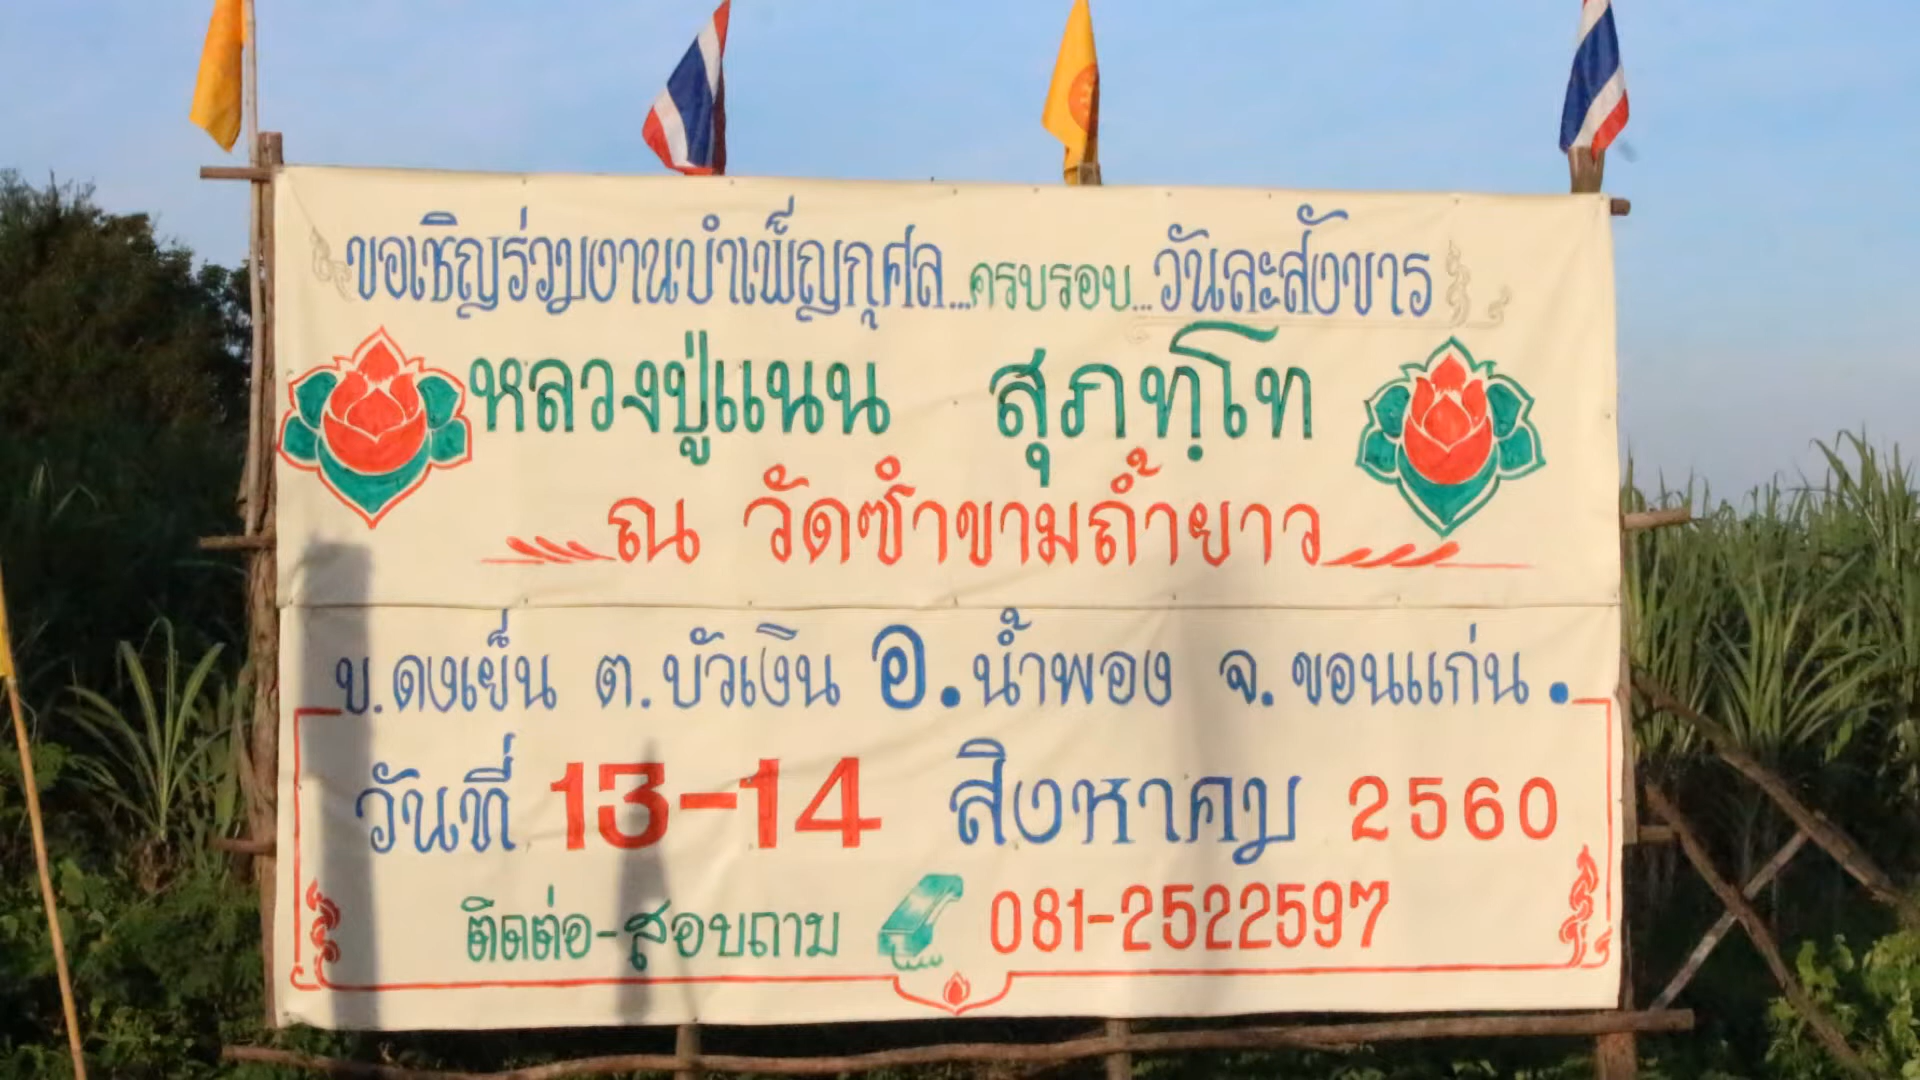 ขอเชิญร่วมงานบำเพ็ญกุศล...ครบรอบ...วันละสังขาร
หลวงปู่แนน สุภทฺโท
ณ วัดซำขามถ้ำยาว
บ.ดงเย็น ต.บัวเงิน อ.น้ำพอง จ.ขอนแก่น.
วันที่ 13-14 สิงหาคม 2560
ติดต่อ-สอบถาม 081-2522597